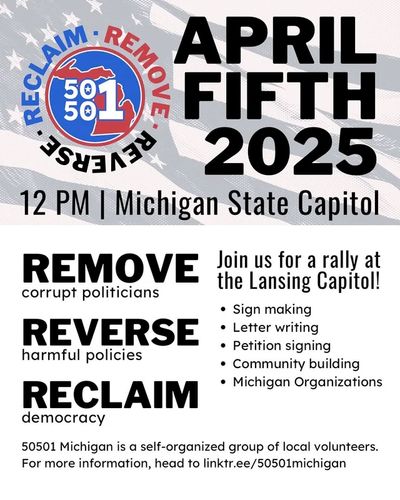 RECLAIM · REMOVE · REVERSE ·
50
50 1
APRIL
FIFTH
2025
12 PM | Michigan State Capitol
REMOVE
corrupt politicians
REVERSE
harmful policies
RECLAIM
democracy
Join us for a rally at
the Lansing Capitol!
• Sign making
• Letter writing
• Petition signing
• Community building
• Michigan Organizations
50501 Michigan is a self-organized group of local volunteers.
For more information, head to linktr.ee/50501michigan